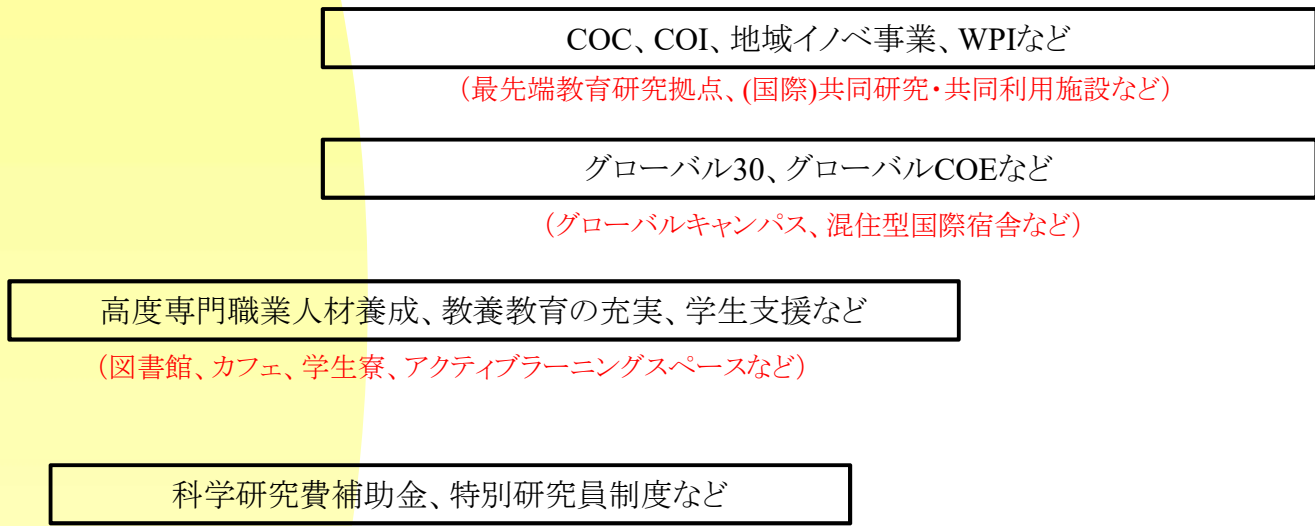 COC、COI、地域イノベ事業、WPIなど
（最先端教育研究拠点、(国際)共同研究・共同利用施設など）
グローバル30、グローバルCOEなど
（グローバルキャンパス、混住型国際宿舎など）
高度専門職業人材養成、教養教育の充実、学生支援など
（図書館、カフェ、学生寮、アクティブラーニングスペースなど）
科学研究費補助金、特別研究員制度など